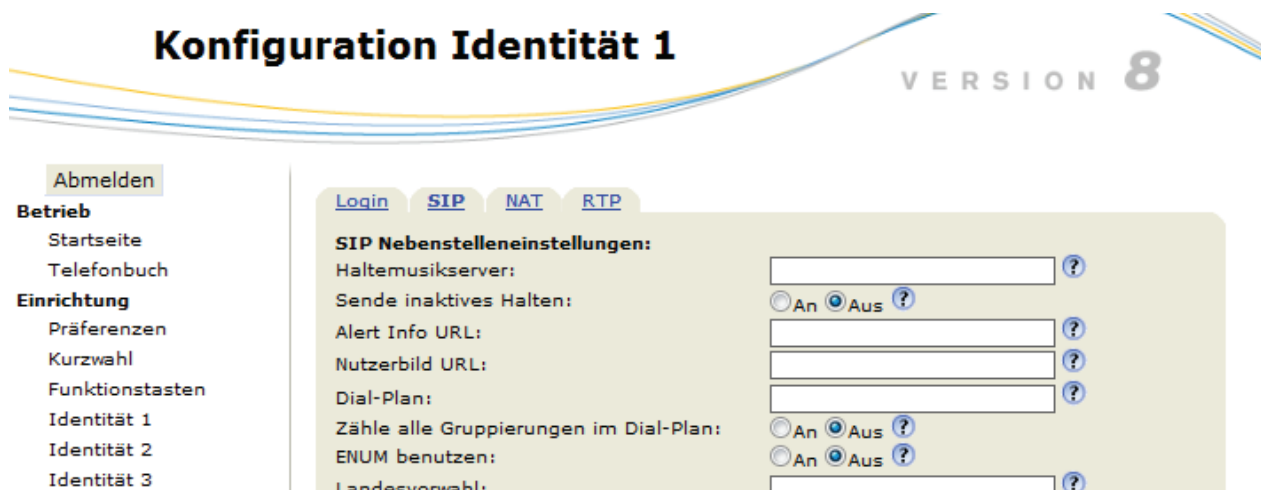 Konfiguration Identität 1
VERSION 8
Abmelden
Betrieb
Startseite
Telefonbuch
Einrichtung
Präferenzen
Kurzwahl
Funktionstasten
Identität 1
Identität 2
Identität 3
Login SIP NAT RTP
SIP Nebenstelleneinstellungen:
Haltemusikserver: ?
Sende inaktives Halten: An Aus ?
Alert Info URL: ?
Nutzerbild URL: ?
Dial-Plan: ?
Zähle alle Gruppierungen im Dial-Plan: An Aus ?
ENUM benutzen: An Aus ?
Landesvorwahl: ?